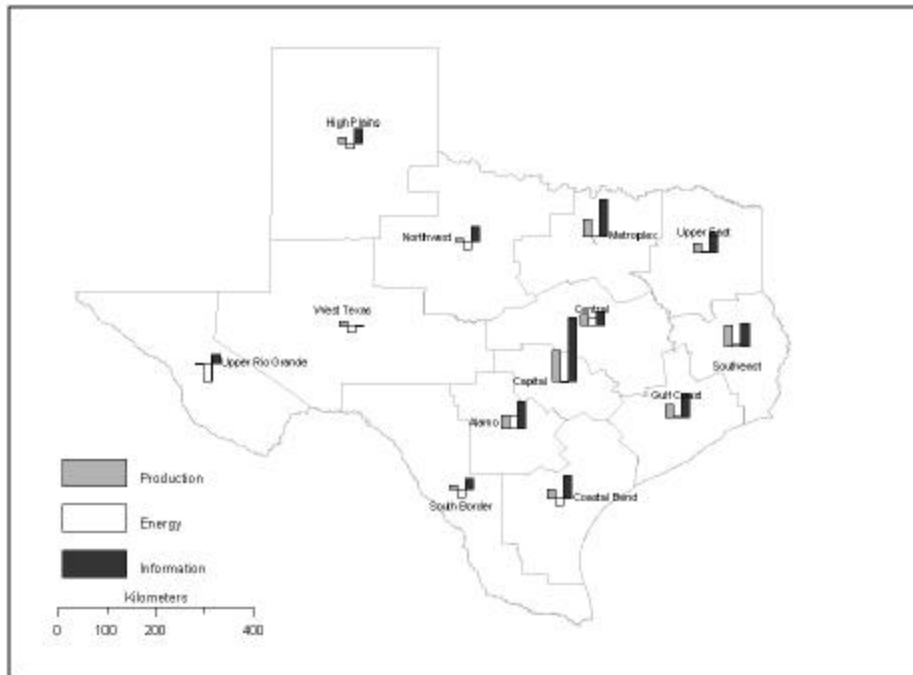 High Plains
Northwest
Metroplex
Upper East
West Texas
Central
Upper Rio Grande
Southeast
Capital
Gulf Coast
Alamo
South Border
Coastal Bend
Production
Energy
Information
Kilometers
0 100 200 400